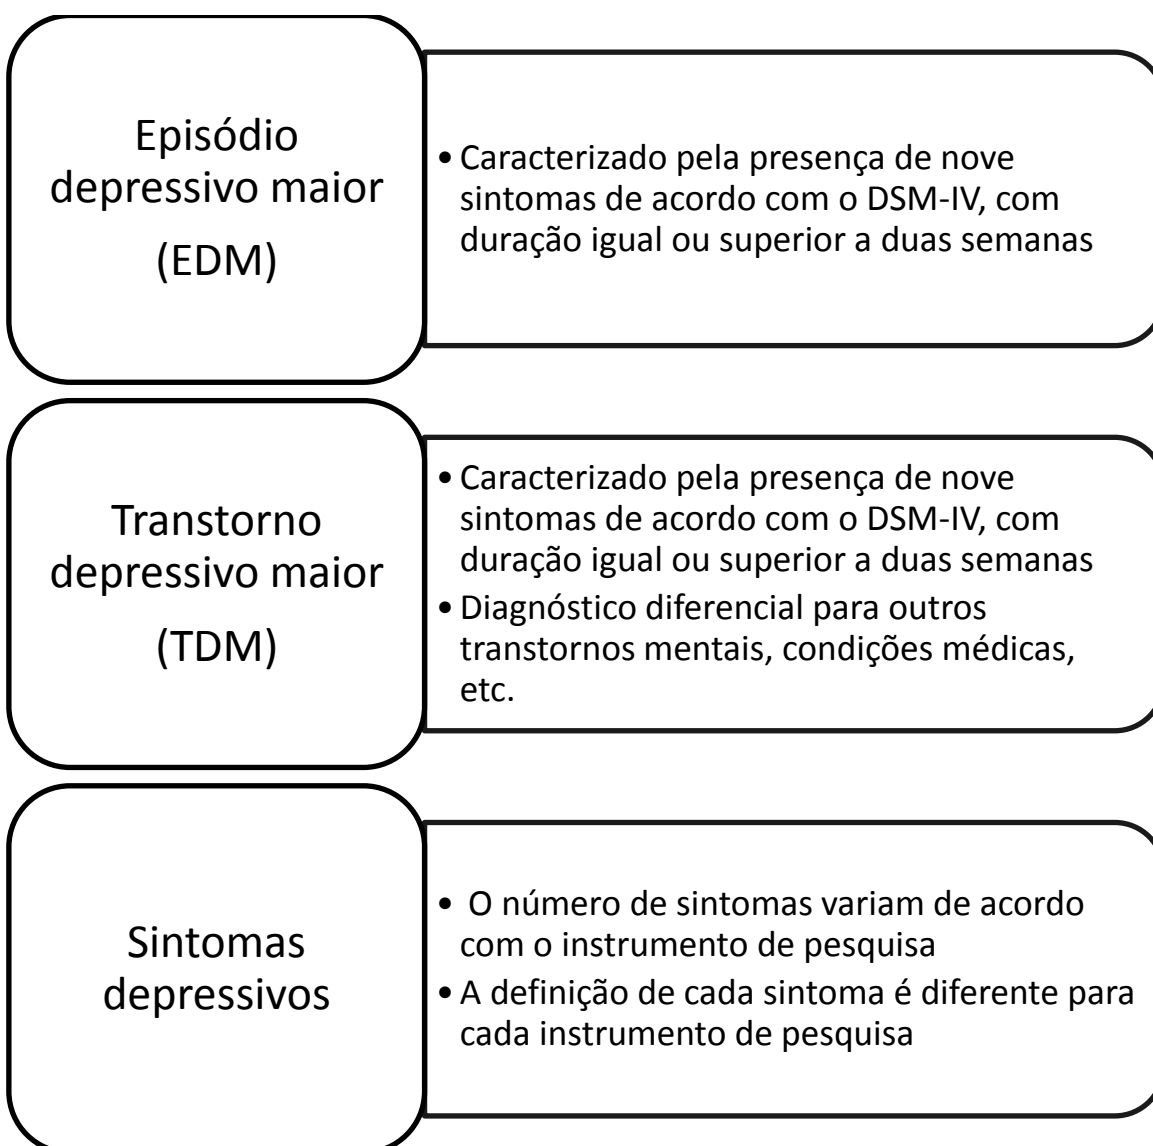 Episódio
depressivo maior
(EDM)
• Caracterizado pela presença de nove
sintomas de acordo com o DSM-IV, com
duração igual ou superior a duas semanas
Transtorno
depressivo maior
(TDM)
• Caracterizado pela presença de nove
sintomas de acordo com o DSM-IV, com
duração igual ou superior a duas semanas
• Diagnóstico diferencial para outros
transtornos mentais, condições médicas,
etc.
Sintomas
depressivos
• O número de sintomas variam de acordo
com o instrumento de pesquisa
• A definição de cada sintoma é diferente para
cada instrumento de pesquisa